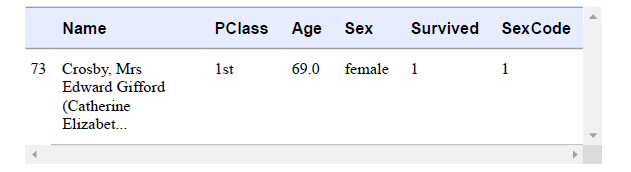 Name PClass Age Sex Survived SexCode
73 Crosby, Mrs 1st 69.0 female 1 1
Edward Gifford
(Catherine
Elizabet...